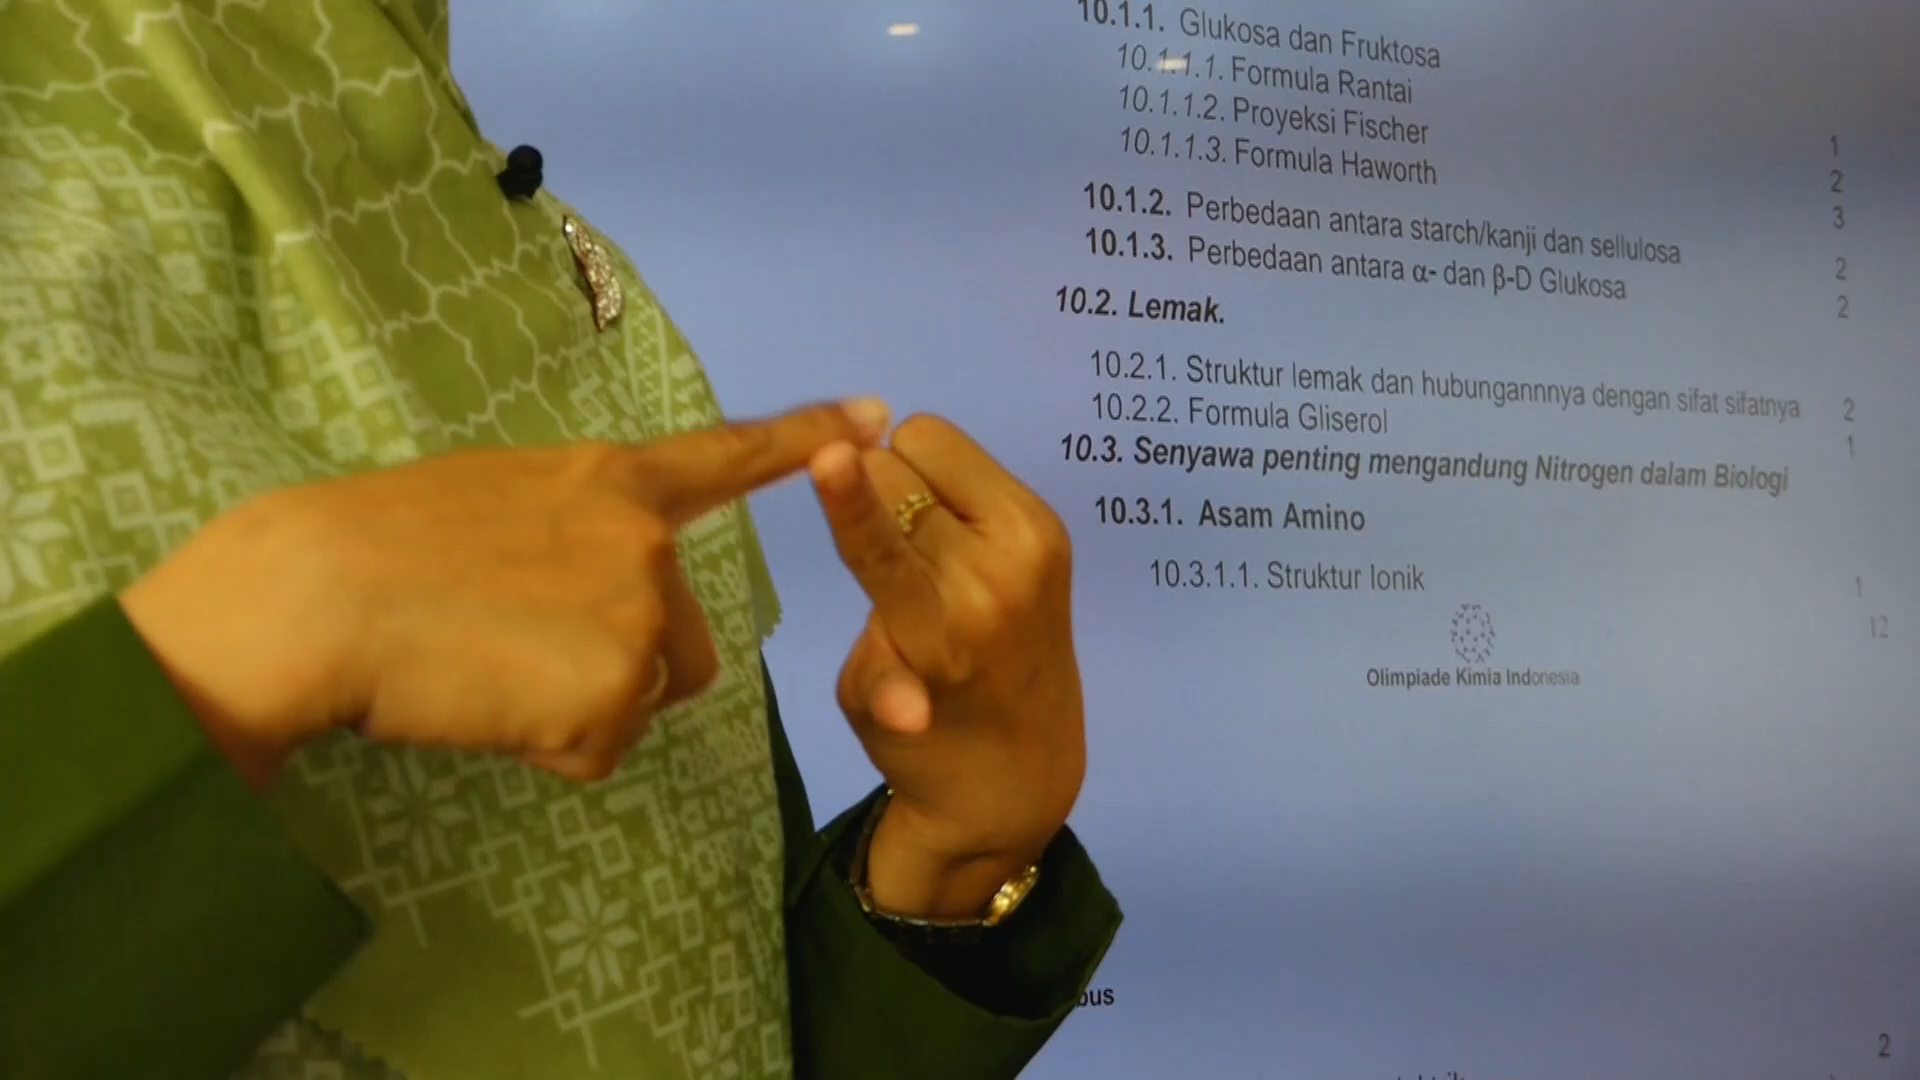 10.1.1. Glukosa dan Fruktosa
10.1.1.1. Formula Rantai
10.1.1.2. Proyeksi Fischer 1
10.1.1.3. Formula Haworth 2
3
10.1.2. Perbedaan antara starch/kanji dan sellulosa 2
10.1.3. Perbedaan antara α- dan β-D Glukosa 2
10.2. Lemak.
10.2.1. Struktur lemak dan hubungannnya dengan sifat sifatnya 2
10.2.2. Formula Gliserol 1
10.3. Senyawa penting mengandung Nitrogen dalam Biologi
10.3.1. Asam Amino
10.3.1.1. Struktur Ionik 1
12
Olimpiade Kimia Indonesia
bus
2